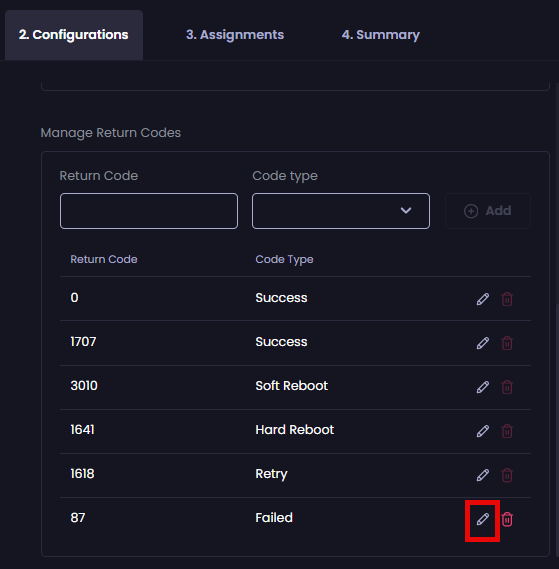 2. Configurations 3. Assignments 4. Summary
Manage Return Codes
Return Code Code type
Add
Return Code Code Type
0 Success
1707 Success
3010 Soft Reboot
1641 Hard Reboot
1618 Retry
87 Failed